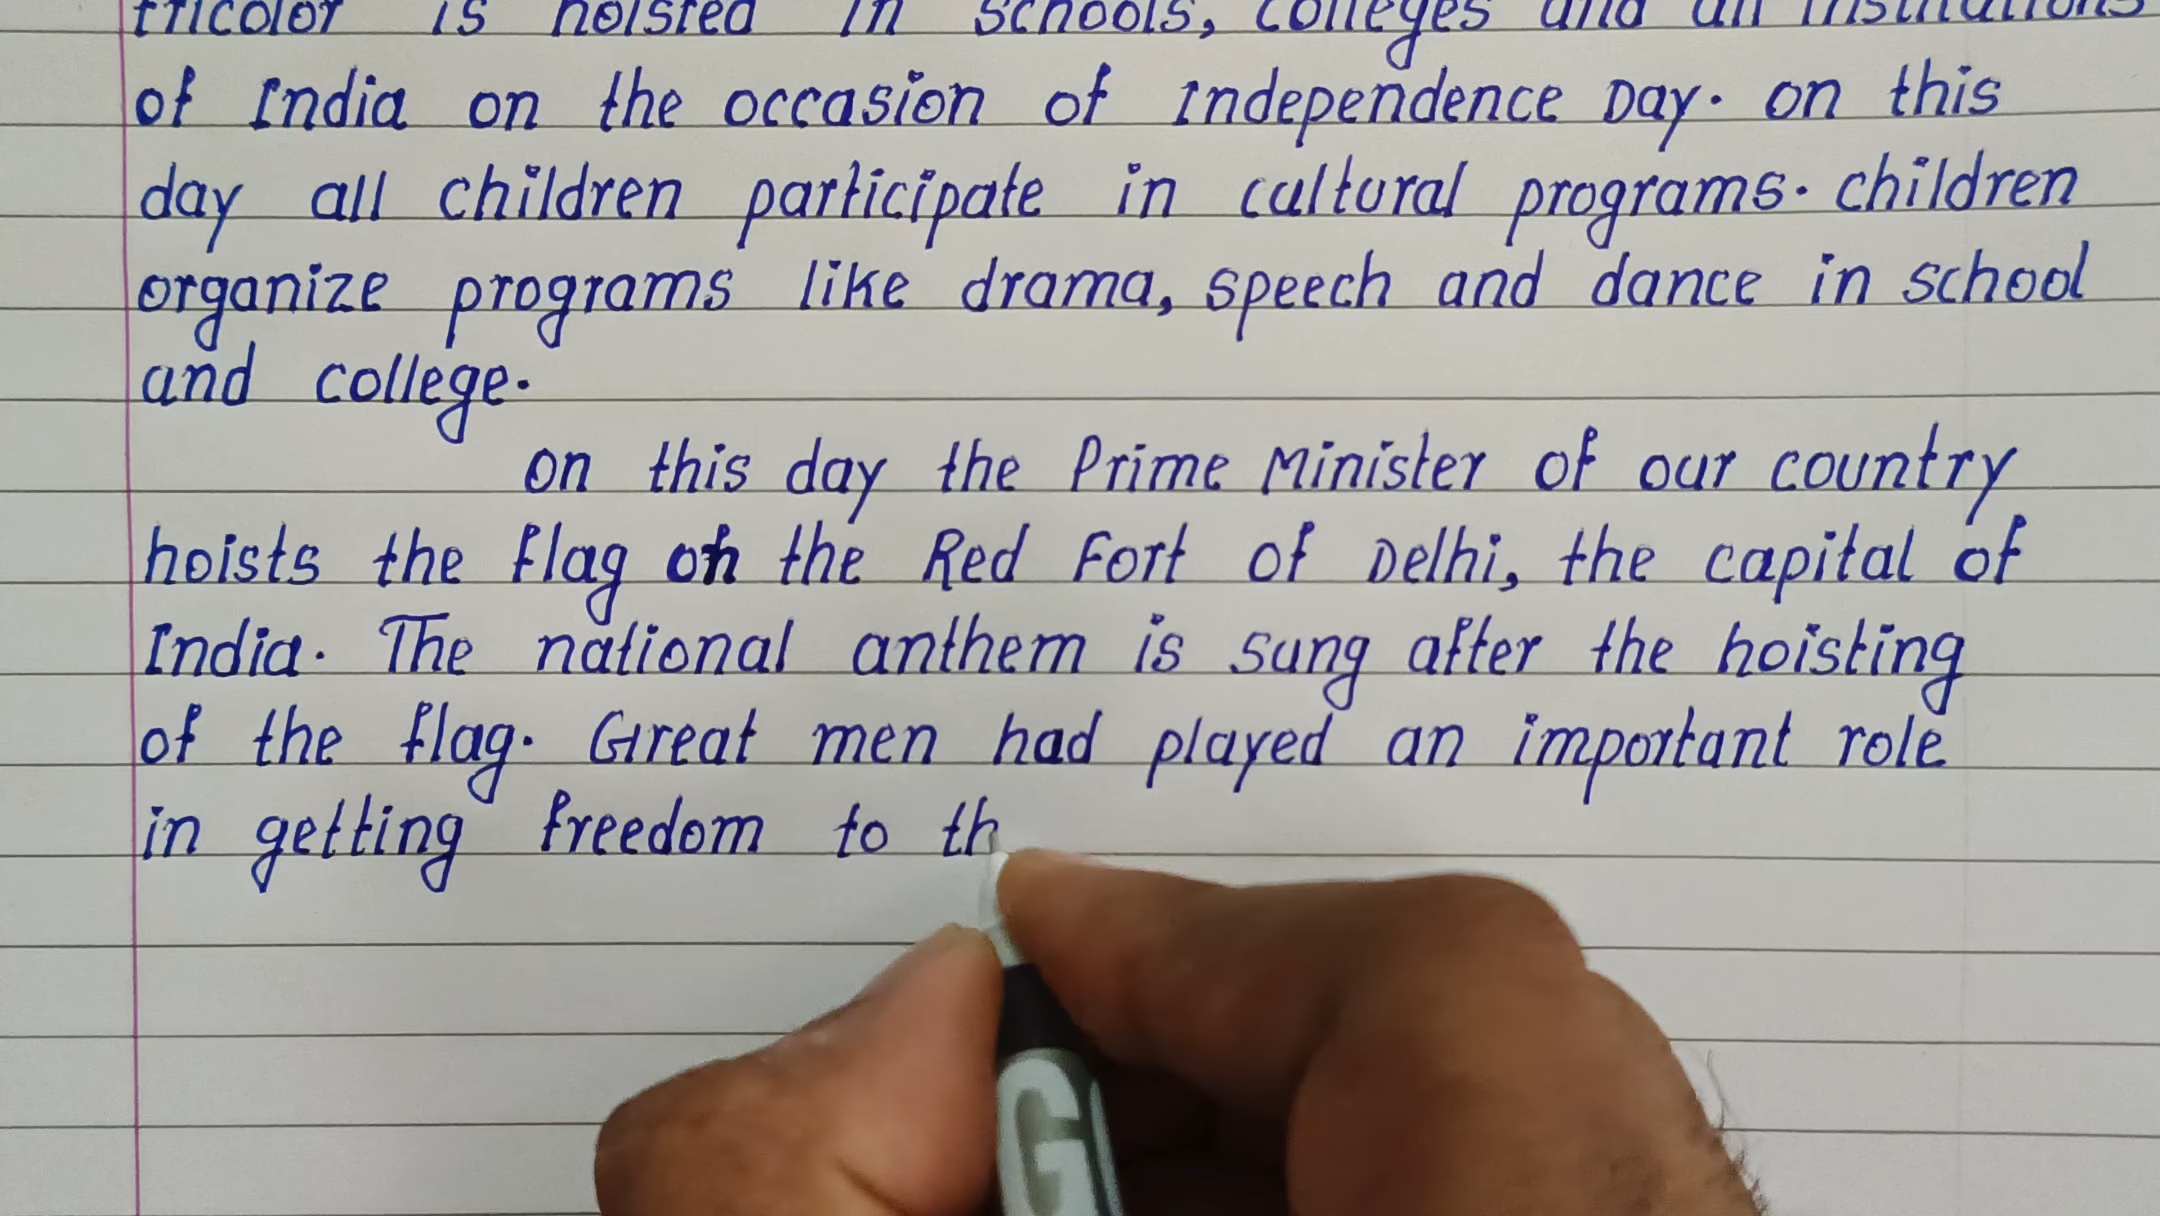 tricolor is hoisted in schools, colleges and all institutions
of India on the occasion of Independence Day. on this
day all children participate in cultural programs. children
organize programs like drama, speech and dance in school
and college.
on this day the Prime Minister of our country
hoists the flag on the Red Fort of Delhi, the capital of
India. The national anthem is sung after the hoisting
of the flag. Great men had played an important role
in getting freedom to th
G